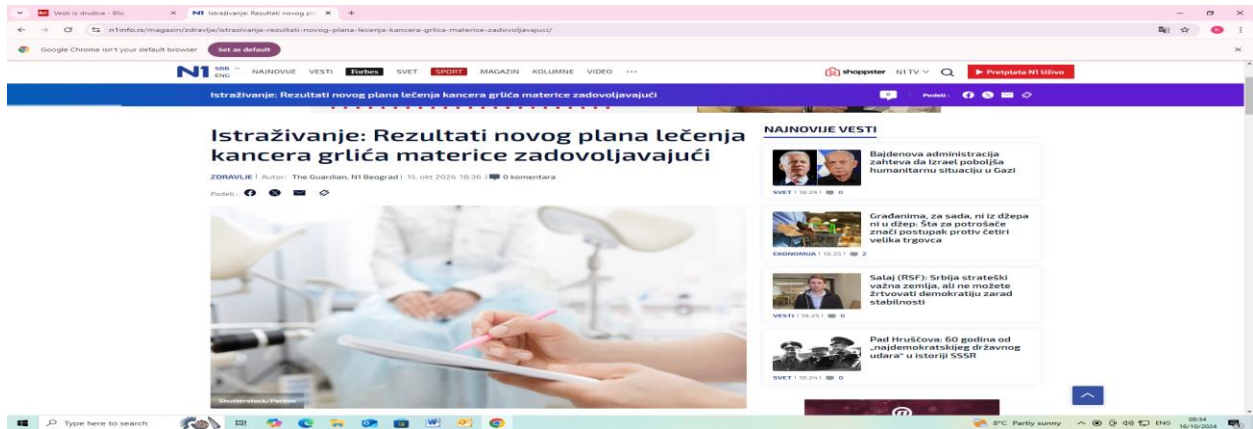 Vesti iz društva - Blic
N1 Istraživanje: Rezultati novog pl
n1info.rs/magazin/zdravlje/istrazivanje-rezultati-novog-plana-lecenja-kancera-grlica-materice-zadovoljavajuci/
Google Chrome isn't your default browser Set as default
N1 SRB ENG NAJNOVIJE VESTI Forbes SVET SPORT MAGAZIN KOLUMNE VIDEO ••• shoppster N1 TV Pretplata N1 Uživo
Istraživanje: Rezultati novog plana lečenja kancera grlića materice zadovoljavajući 0 Podeli:
Istraživanje: Rezultati novog plana lečenja
kancera grlića materice zadovoljavajući
ZDRAVLJE | Autor: The Guardian, N1 Beograd | 15. okt 2024 18:36 | 0 komentara
Podeli:
Shutterstock/
NAJNOVIJE VESTI
Bajdenova administracija
zahteva da Izrael poboljša
humanitarnu situaciju u Gazi
SVET | 18:29 | 0
Građanima, za sada, ni iz džepa
ni u džep: Šta za potrošače
znači postupak protiv četiri
velika trgovca
EKONOMIJA | 18:25 | 2
Salaj (RSF): Srbija strateški
važna zemlja, ali ne možete
žrtvovati demokratiju zarad
stabilnosti
VESTI | 18:25 | 0
Pad Hruščova: 60 godina od
„najdemokratskijeg državnog
udara" u istoriji SSSR
SVET | 18:24 | 0
Type here to search
8°C Partly sunny ENG 09:34
16/10/2024